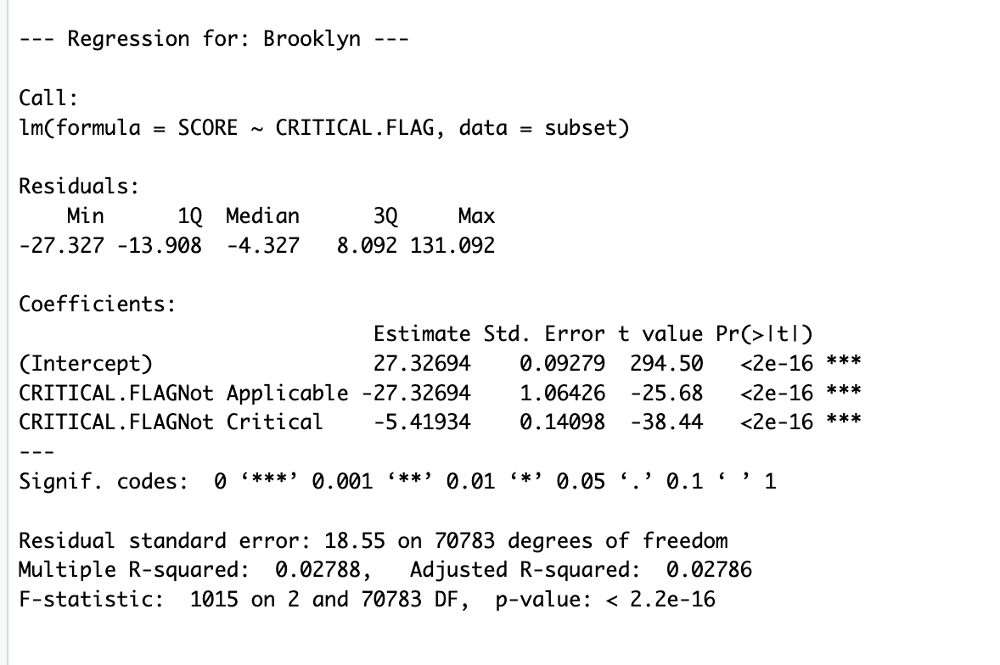 --- Regression for: Brooklyn ---
Call:
lm(formula = SCORE ~ CRITICAL.FLAG, data = subset)
Residuals:
    Min      1Q  Median      3Q     Max
-27.327 -13.908  -4.327   8.092 131.092
Coefficients:
                             Estimate Std. Error t value Pr(>|t|)
(Intercept)                  27.32694    0.09279  294.50   <2e-16 ***
CRITICAL.FLAGNot Applicable -27.32694    1.06426  -25.68   <2e-16 ***
CRITICAL.FLAGNot Critical    -5.41934    0.14098  -38.44   <2e-16 ***
---
Signif. codes:  0 ‘***’ 0.001 ‘**’ 0.01 ‘*’ 0.05 ‘.’ 0.1 ‘ ’ 1
Residual standard error: 18.55 on 70783 degrees of freedom
Multiple R-squared:  0.02788,	Adjusted R-squared:  0.02786
F-statistic:  1015 on 2 and 70783 DF,  p-value: < 2.2e-16